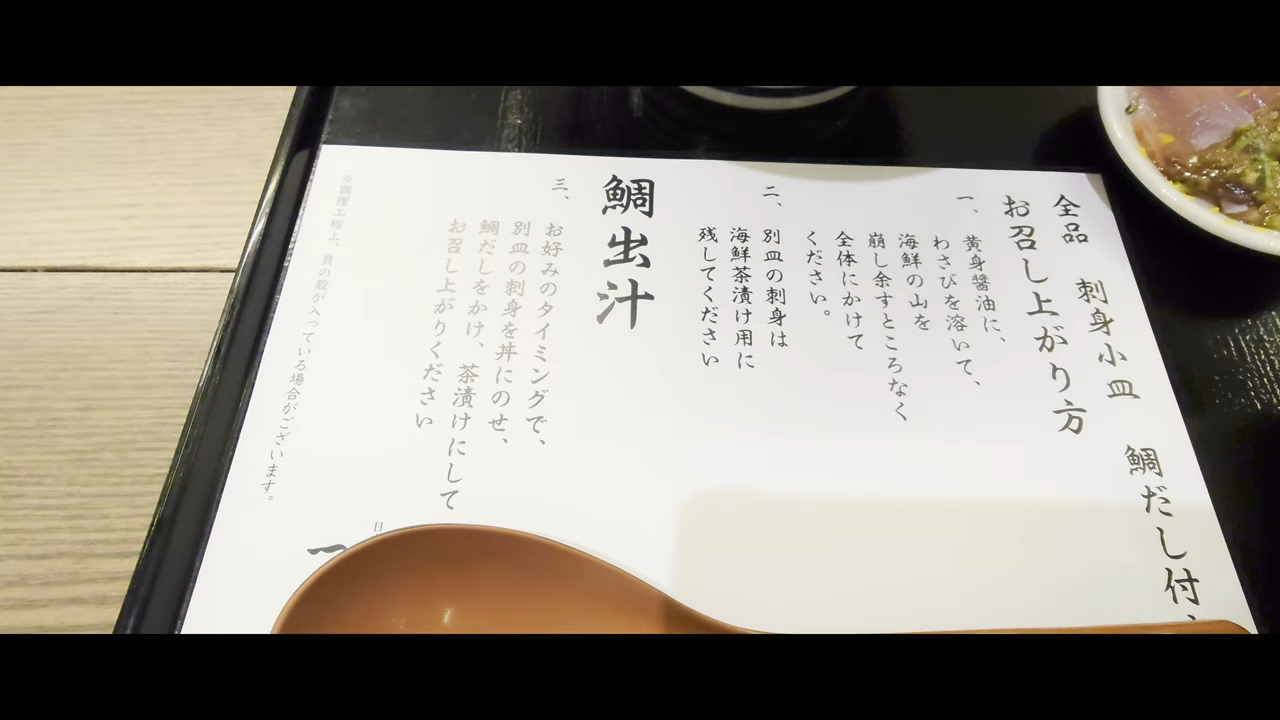 全品 刺身小皿 鯛だし付、
お召し上がり方
一、黄身醤油に、
わさびを溶いて、
海鮮の山を
崩し余すところなく
全体にかけて
ください。
二、別皿の刺身は
海鮮茶漬け用に
残してください
鯛出汁
三、お好みのタイミングで、
別皿の刺身を丼にのせ、
鯛だしをかけ、茶漬けにして
お召し上がりください
※調理工程上、貝の殻が入っている場合がございます。
日